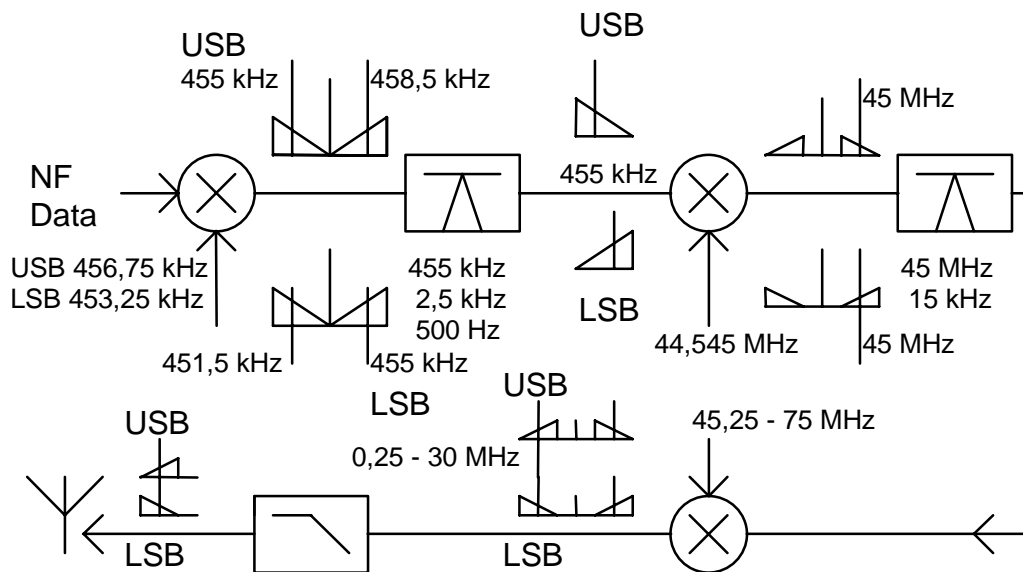 USB
455 kHz
458,5 kHz
USB
45 MHz
NF
Data
455 kHz
USB 456,75 kHz
LSB 453,25 kHz
455 kHz
2,5 kHz
500 Hz
LSB
45 MHz
15 kHz
451,5 kHz
455 kHz
44,545 MHz
45 MHz
LSB
USB
USB
0,25 - 30 MHz
45,25 - 75 MHz
LSB
LSB